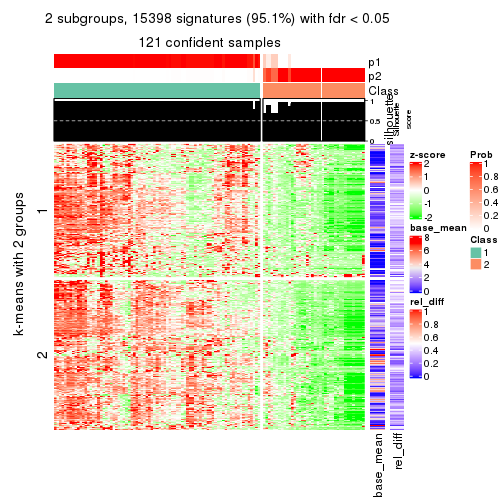 2 subgroups, 15398 signatures (95.1%) with fdr < 0.05
121 confident samples
p1
p2
Class
1
0.5
0
silhouette
Silhouette
score
k-means with 2 groups
1
2
base_mean
rel_diff
z-score
2
1
0
-1
-2
base_mean
8
6
4
2
0
rel_diff
1
0.8
0.6
0.4
0.2
0
Prob
1
0.8
0.6
0.4
0.2
0
Class
1
2